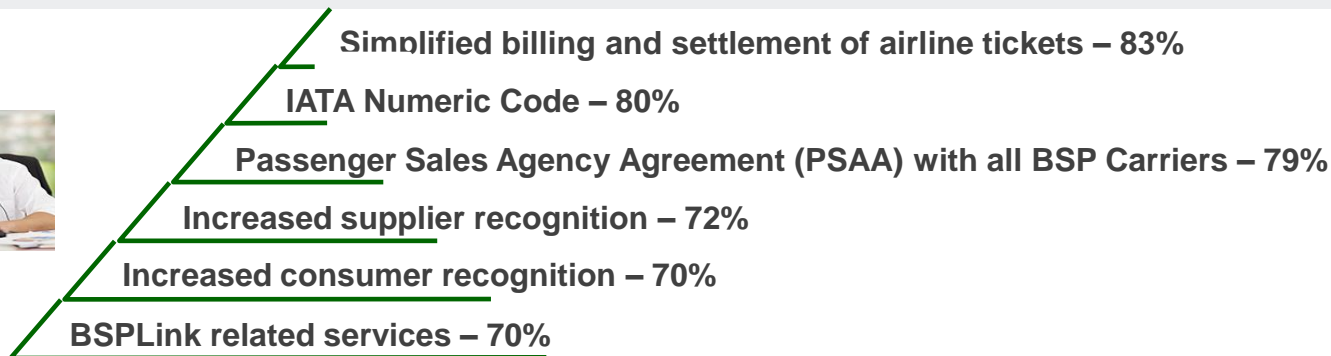 Simplified billing and settlement of airline tickets – 83%
IATA Numeric Code – 80%
Passenger Sales Agency Agreement (PSAA) with all BSP Carriers – 79%
Increased supplier recognition – 72%
Increased consumer recognition – 70%
BSPLink related services – 70%